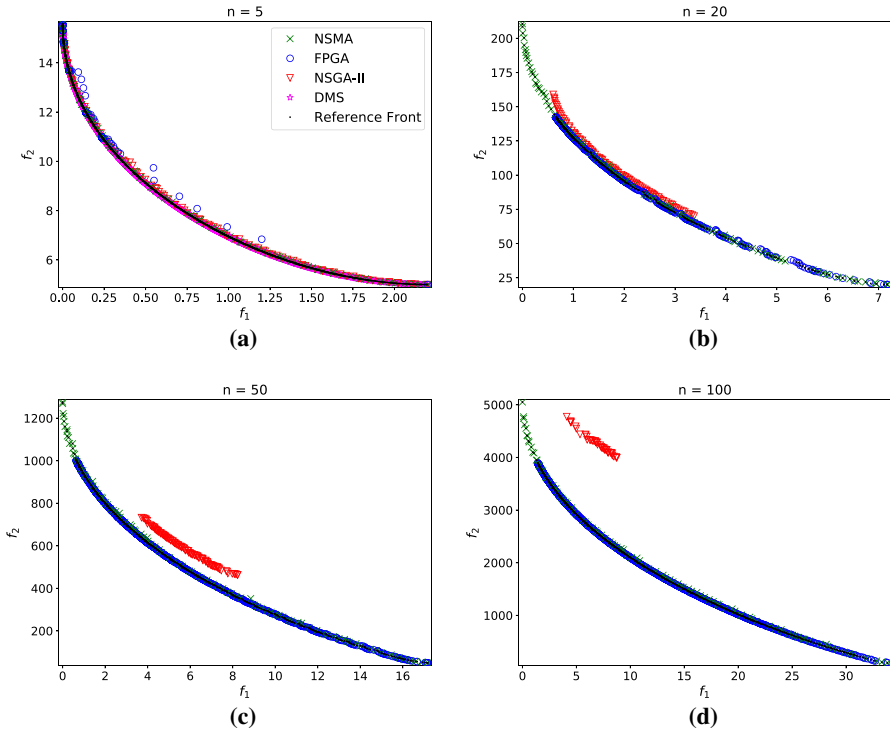 n = 5
14
12
10
8
6
f2
0.00 0.25 0.50 0.75 1.00 1.25 1.50 1.75 2.00
f1
NSMA
FPGA
NSGA-II
DMS
Reference Front
(a)
n = 20
200
175
150
125
100
75
50
25
f2
1 2 3 4 5 6 7
f1
(b)
n = 50
1200
1000
800
600
400
200
f2
0 2 4 6 8 10 12 14 16
f1
(c)
n = 100
5000
4000
3000
2000
1000
f2
0 5 10 15 20 25 30
f1
(d)